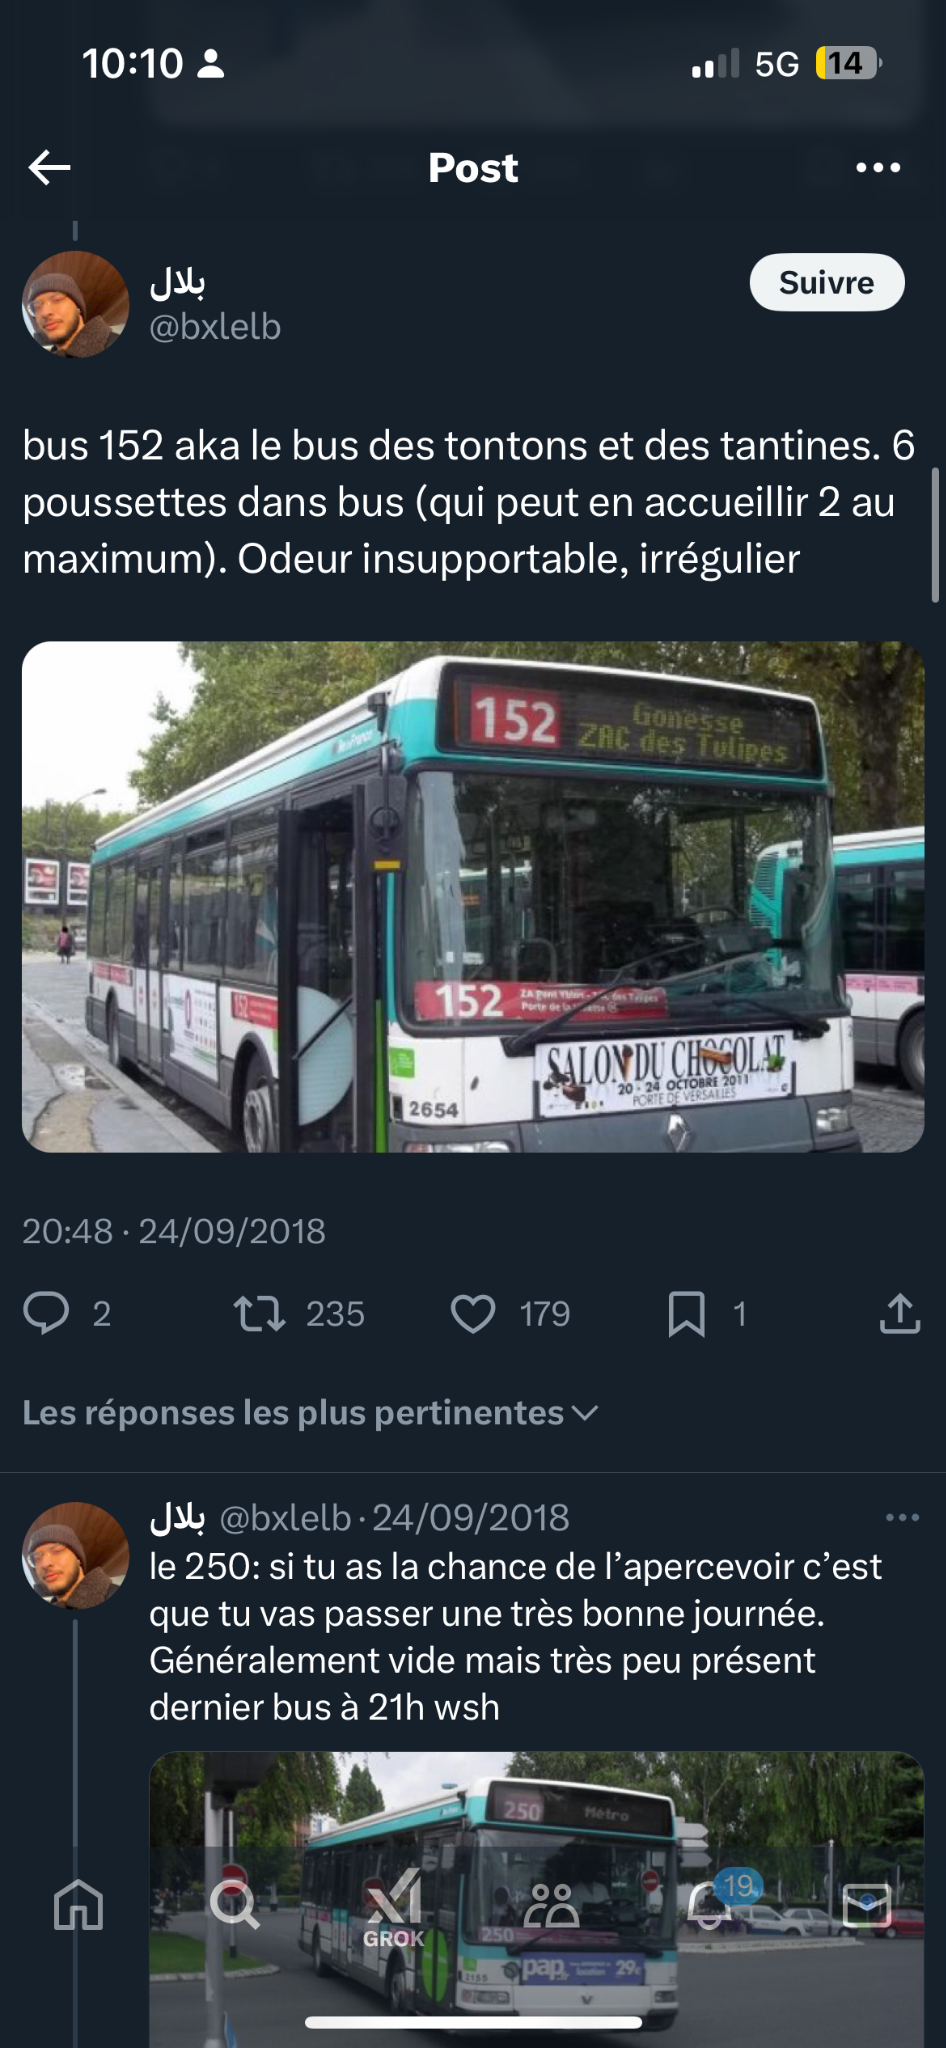 10:10
5G
14
Post
بلال
Suivre
@bxlelb
bus 152 aka le bus des tontons et des tantines. 6
poussettes dans bus (qui peut en accueillir 2 au
maximum). Odeur insupportable, irrégulier
152
Gonesse
ZAC des Tulipes
152
152
SALON DU CHOCOLAT
20 - 24 OCTOBRE 2011
PORTE DE VERSAILLES
2654
20:48 · 24/09/2018
2
235
179
1
Les réponses les plus pertinentes
بلال @bxlelb · 24/09/2018
le 250: si tu as la chance de l’apercevoir c’est
que tu vas passer une très bonne journée.
Généralement vide mais très peu présent
dernier bus à 21h wsh
250
Métro
19
GROK
250
pap.fr
29€